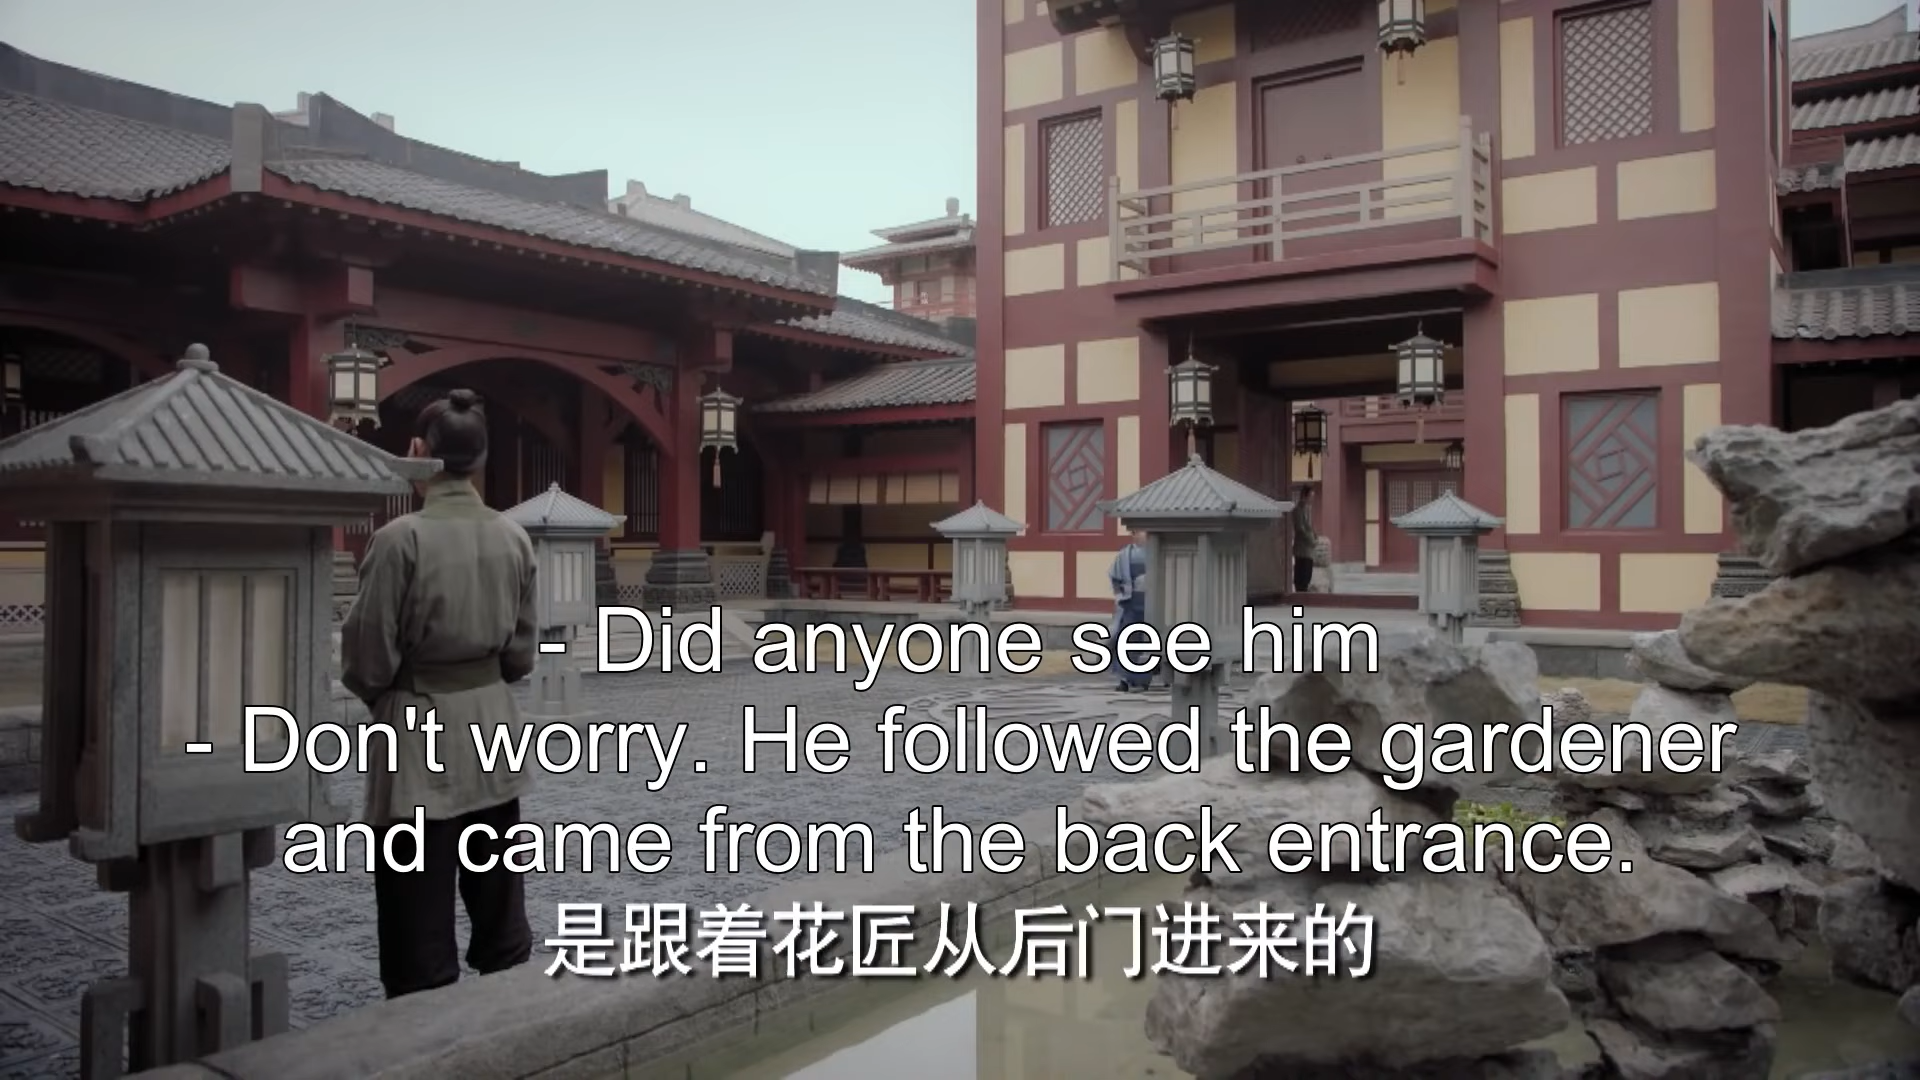 - Did anyone see him
- Don't worry. He followed the gardener
and came from the back entrance.
是跟着花匠从后门进来的